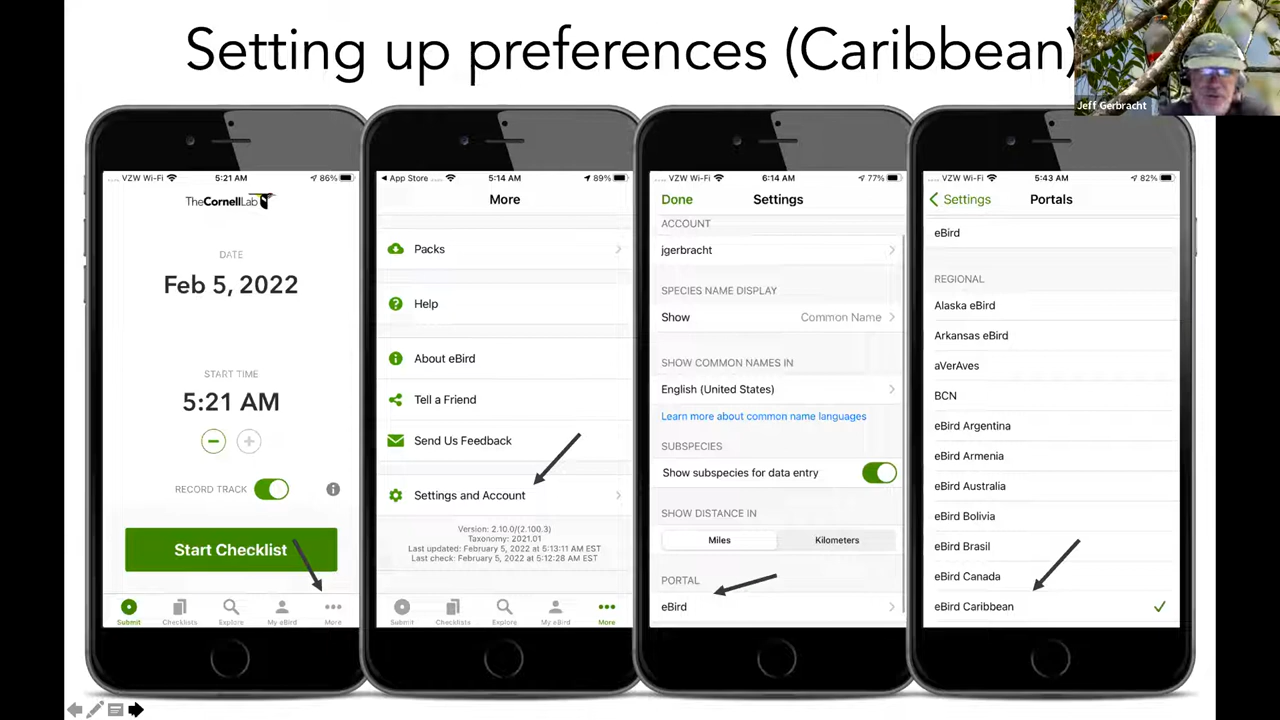 Setting up preferences (Caribbean)
Jeff Gerbracht
VZW Wi-Fi 5:21 AM 86%
TheCornellLab
DATE
Feb 5, 2022
START TIME
5:21 AM
RECORD TRACK
Start Checklist
Submit Checklists Explore My eBird More
App Store 5:14 AM 89%
More
Packs
Help
About eBird
Tell a Friend
Send Us Feedback
Settings and Account
Version: 2.10.0/(2.100.3)
Taxonomy: 2021.01
Last updated: February 5, 2022 at 5:13:11 AM EST
Last check: February 5, 2022 at 5:12:28 AM EST
Submit Checklists Explore My eBird More
VZW Wi-Fi 6:14 AM 77%
Done Settings
ACCOUNT
jgerbracht
SPECIES NAME DISPLAY
Show Common Name
SHOW COMMON NAMES IN
English (United States)
Learn more about common name languages
SUBSPECIES
Show subspecies for data entry
SHOW DISTANCE IN
Miles Kilometers
PORTAL
eBird
VZW Wi-Fi 5:43 AM 82%
Settings Portals
eBird
REGIONAL
Alaska eBird
Arkansas eBird
aVerAves
BCN
eBird Argentina
eBird Armenia
eBird Australia
eBird Bolivia
eBird Brasil
eBird Canada
eBird Caribbean